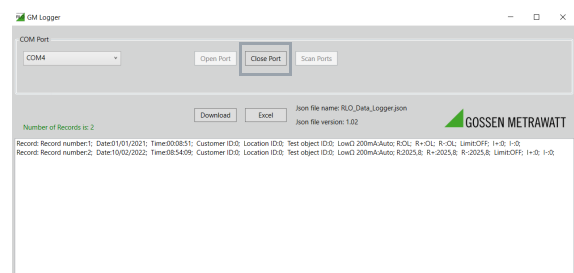 GM Logger
COM Port
COM4
Open Port
Close Port
Scan Ports
Download
Excel
Json file name: RLO_Data_Logger.json
Json file version: 1.02
Number of Records is: 2
GOSSEN METRAWATT
Record: Record number:1; Date:01/01/2021; Time:00:08:51; Customer ID:0; Location ID:0; Test object ID:0; LowΩ 200mA:Auto; R:OL; R+:OL; R-:OL; Limit:OFF; I+:0; I-:0;
Record: Record number:2; Date:10/02/2022; Time:08:54:09; Customer ID:0; Location ID:0; Test object ID:0; LowΩ 200mA:Auto; R:2025,8; R+:2025,8; R-:2025,8; Limit:OFF; I+:0; I-:0;